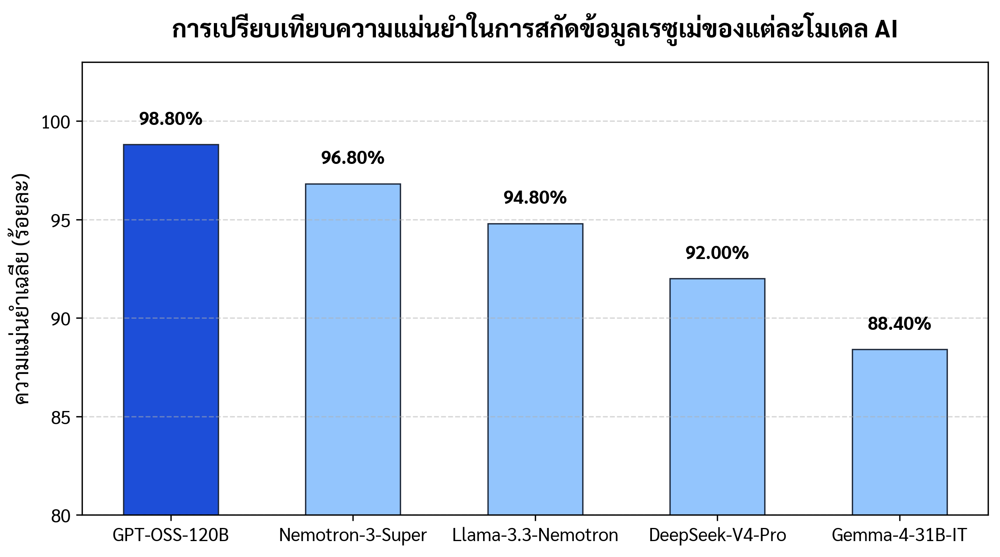 การเปรียบเทียบความแม่นยำในการสกัดข้อมูลเรซูเม่ของแต่ละโมเดล AI
ความแม่นยำเฉลี่ย (ร้อยละ)
100
95
90
85
80
98.80%
96.80%
94.80%
92.00%
88.40%
GPT-OSS-120B
Nemotron-3-Super
Llama-3.3-Nemotron
DeepSeek-V4-Pro
Gemma-4-31B-IT